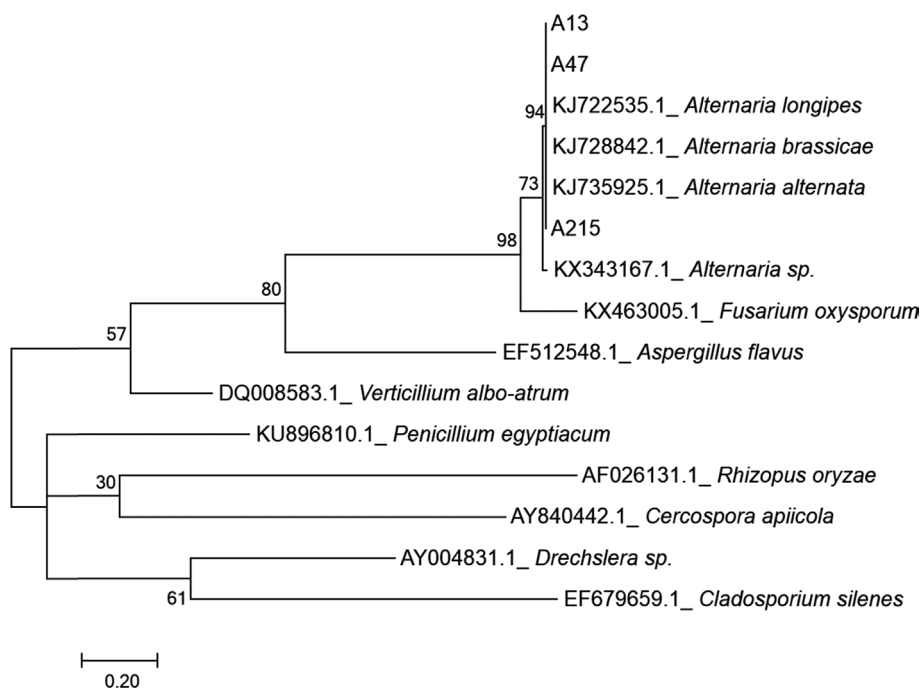 A13
A47
94
KJ722535.1_ Alternaria longipes
KJ728842.1_ Alternaria brassicae
73
KJ735925.1_ Alternaria alternata
A215
98
KX343167.1_ Alternaria sp.
80
KX463005.1_ Fusarium oxysporum
57
EF512548.1_ Aspergillus flavus
DQ008583.1_ Verticillium albo-atrum
KU896810.1_ Penicillium egyptiacum
30
AF026131.1_ Rhizopus oryzae
AY840442.1_ Cercospora apiicola
AY004831.1_ Drechslera sp.
61
EF679659.1_ Cladosporium silenes
0.20